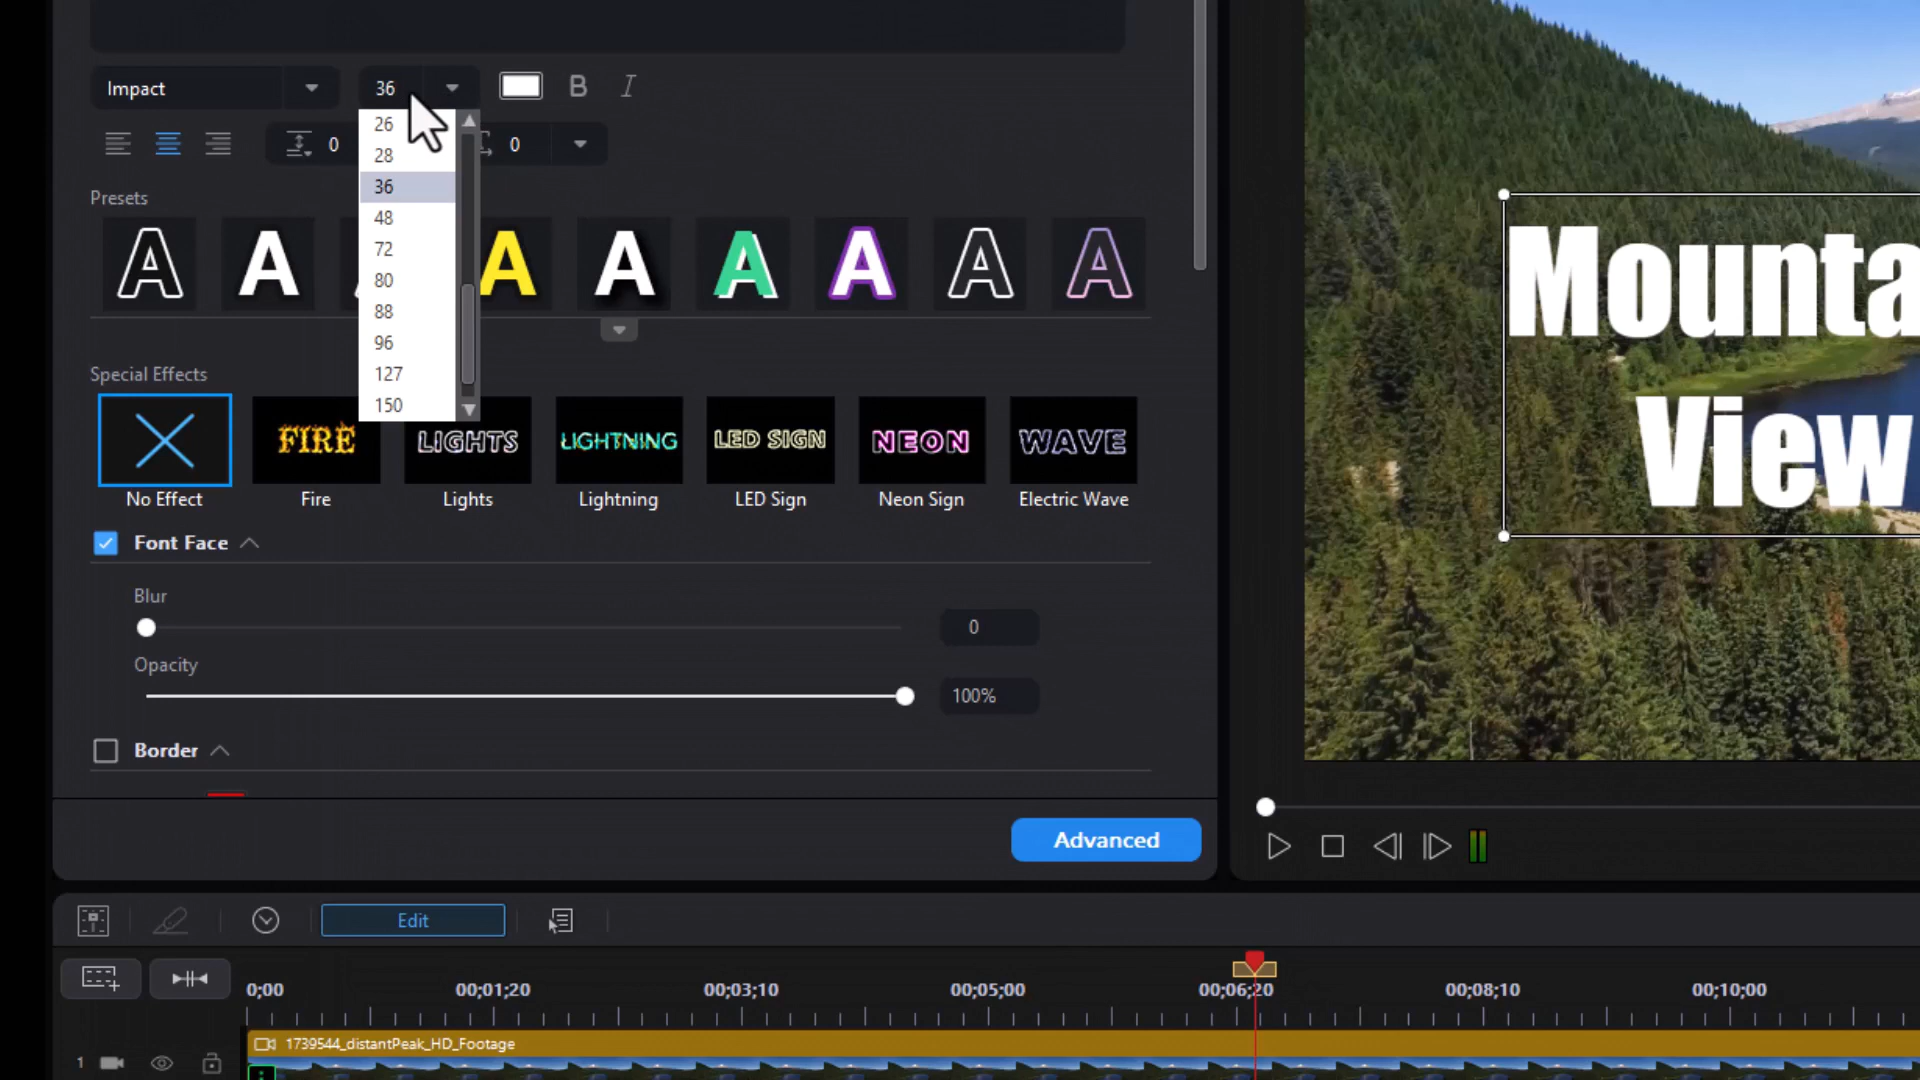 Impact
36
B
I
0
0
26
28
36
48
72
80
88
96
127
150
Presets
A A A A A A A A
Special Effects
FIRE
LIGHTS
LIGHTNING
LED SIGN
NEON
WAVE
No Effect
Fire
Lights
Lightning
LED Sign
Neon Sign
Electric Wave
Font Face
Blur
0
Opacity
100%
Border
Advanced
Mounta
View
Edit
0;00
00;01;20
00;03;10
00;05;00
00;06;20
00;08;10
00;10;00
1
1739544_distantPeak_HD_Footage